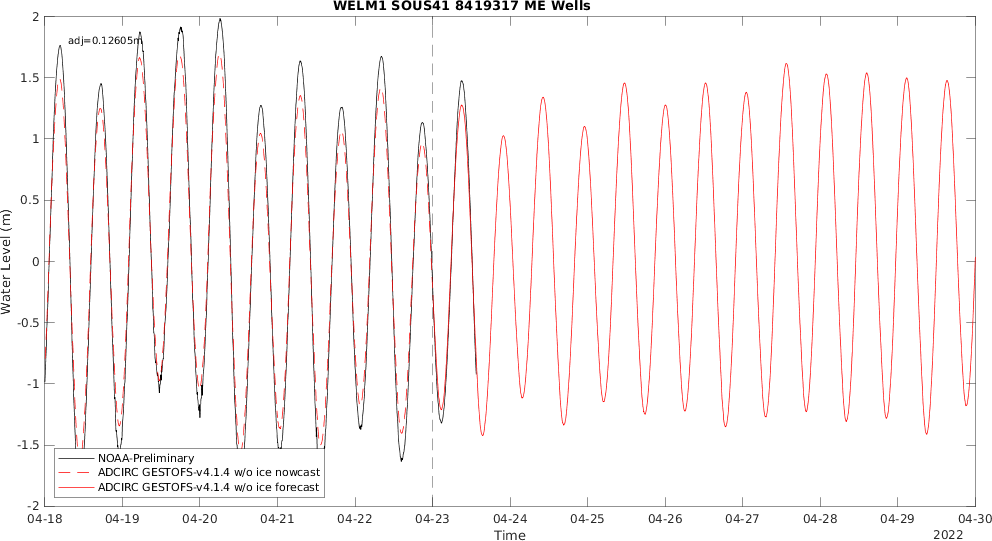 WELM1 SOUS41 8419317 ME Wells
adj=0.12605m
2
1.5
1
0.5
0
-0.5
-1
-1.5
-2
Water Level (m)
NOAA-Preliminary
ADCIRC GESTOFS-v4.1.4 w/o ice nowcast
ADCIRC GESTOFS-v4.1.4 w/o ice forecast
04-18 04-19 04-20 04-21 04-22 04-23 04-24 04-25 04-26 04-27 04-28 04-29 04-30
Time
2022